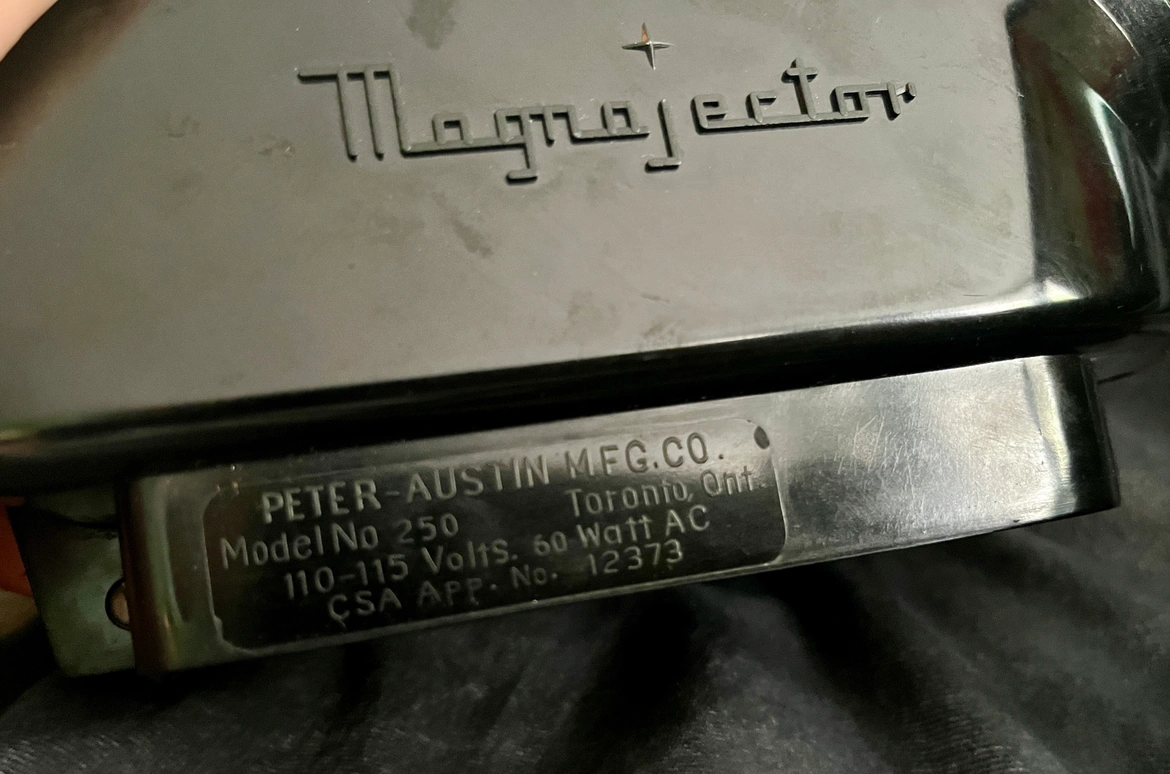 Magnajector
PETER-AUSTIN MFG.CO.
Toronto, Ont.
Model No 250
110-115 Volts. 60 Watt AC
CSA APP. No. 12373